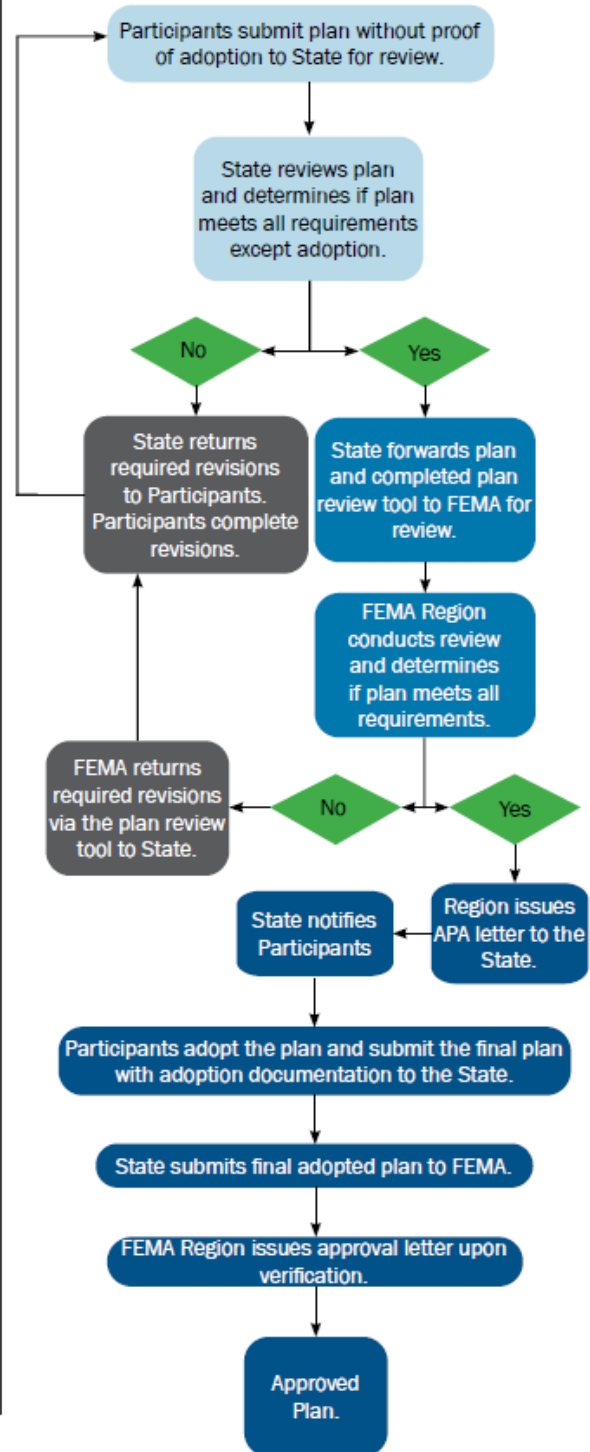 Participants submit plan without proof
of adoption to State for review.
State reviews plan
and determines if plan
meets all requirements
except adoption.
No
Yes
State returns
required revisions
to Participants.
Participants complete
revisions.
State forwards plan
and completed plan
review tool to FEMA for
review.
FEMA Region
conducts review
and determines
if plan meets all
requirements.
FEMA returns
required revisions
via the plan review
tool to State.
No
Yes
Region issues
APA letter to the
State.
State notifies
Participants
Participants adopt the plan and submit the final plan
with adoption documentation to the State.
State submits final adopted plan to FEMA.
FEMA Region issues approval letter upon
verification.
Approved
Plan.